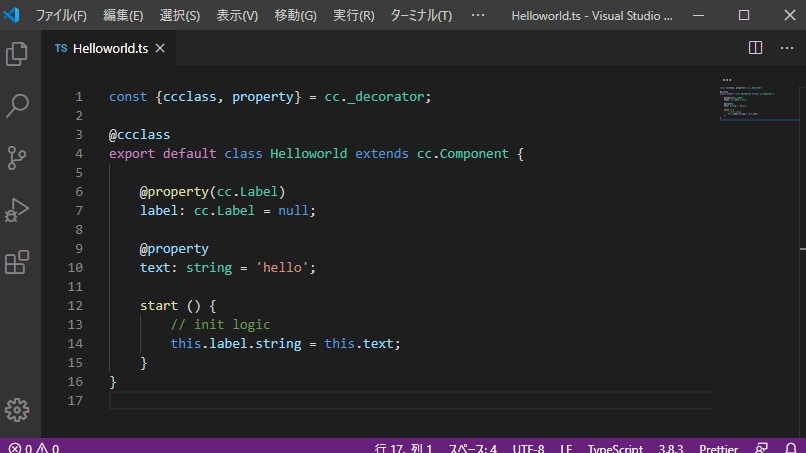 ファイル(F) 編集(E) 選択(S) 表示(V) 移動(G) 実行(R) ターミナル(T) ··· Helloworld.ts - Visual Studio ...
TS Helloworld.ts ×
1 const {ccclass, property} = cc._decorator;
2
3 @ccclass
4 export default class Helloworld extends cc.Component {
5
6 @property(cc.Label)
7 label: cc.Label = null;
8
9 @property
10 text: string = 'hello';
11
12 start () {
13 // init logic
14 this.label.string = this.text;
15 }
16 }
17
0 0 行 17、列 1 スペース: 4 UTF-8 LF TypeScript 3.8.3 Prettier